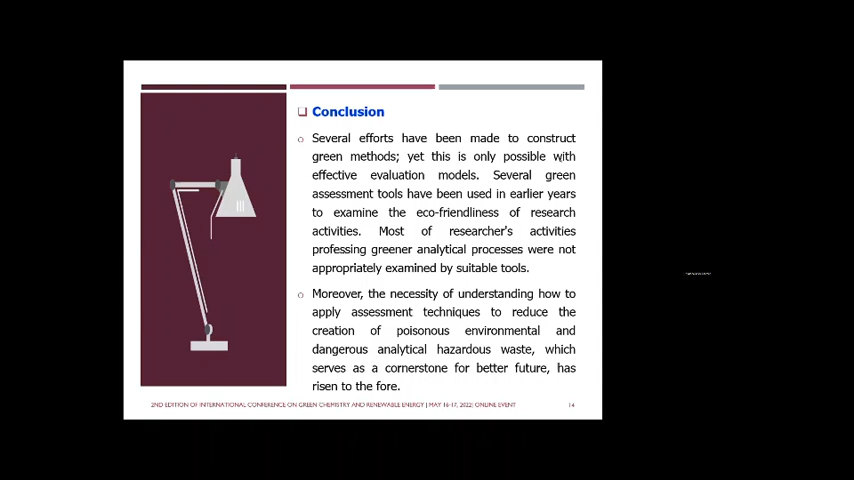 Conclusion
Several efforts have been made to construct
green methods; yet this is only possible with
effective evaluation models. Several green
assessment tools have been used in earlier years
to examine the eco-friendliness of research
activities. Most of researcher's activities
professing greener analytical processes were not
appropriately examined by suitable tools.
Moreover, the necessity of understanding how to
apply assessment techniques to reduce the
creation of poisonous environmental and
dangerous analytical hazardous waste, which
serves as a cornerstone for better future, has
risen to the fore.
2ND EDITION OF INTERNATIONAL CONFERENCE ON GREEN CHEMISTRY AND RENEWABLE ENERGY | MAY 16-17, 2022| ONLINE EVENT 14